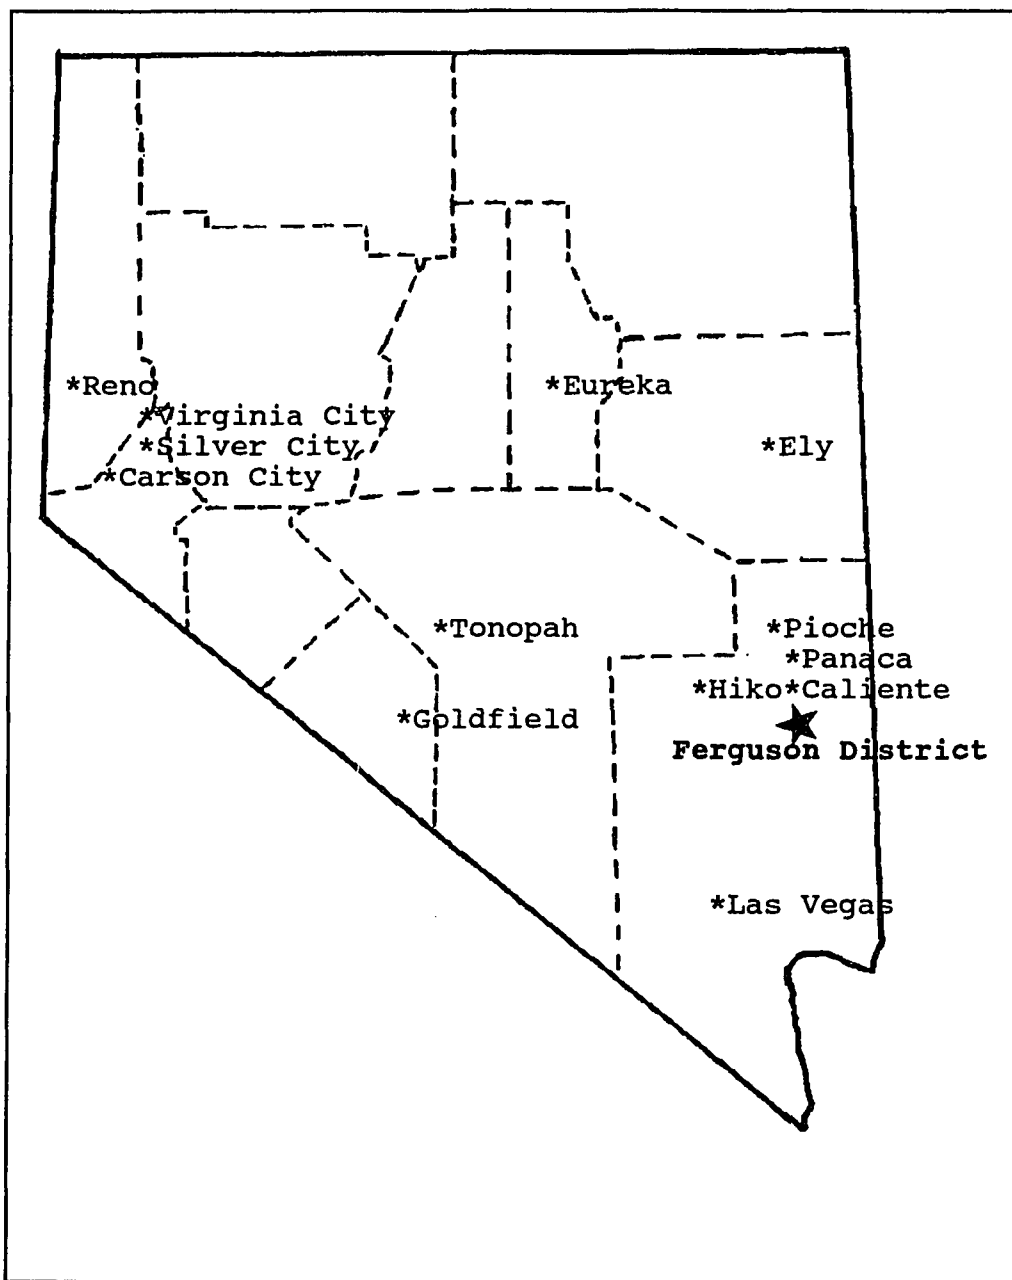 *Reno
*Eureka
*Virginia City
*Silver City
*Ely
*Carson City
*Tonopah
*Pioche
*Panaca
*Hiko*Caliente
*Goldfield
Ferguson District
*Las Vegas